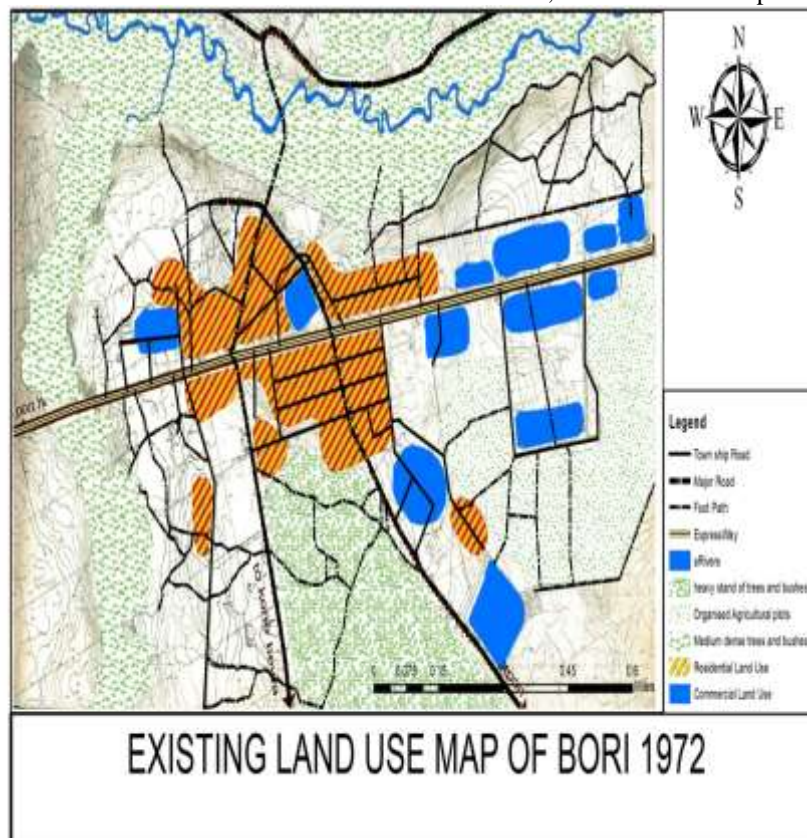 N
W E
S
Legend
Town ship Road
Major Road
Foot Path
ExpressWay
heavy stand of trees and bushes
Organised Agricultural plots
Medium dense trees and bushes
Residential Land Use
Commercial Land Use
0.45
0.6
EXISTING LAND USE MAP OF BORI 1972